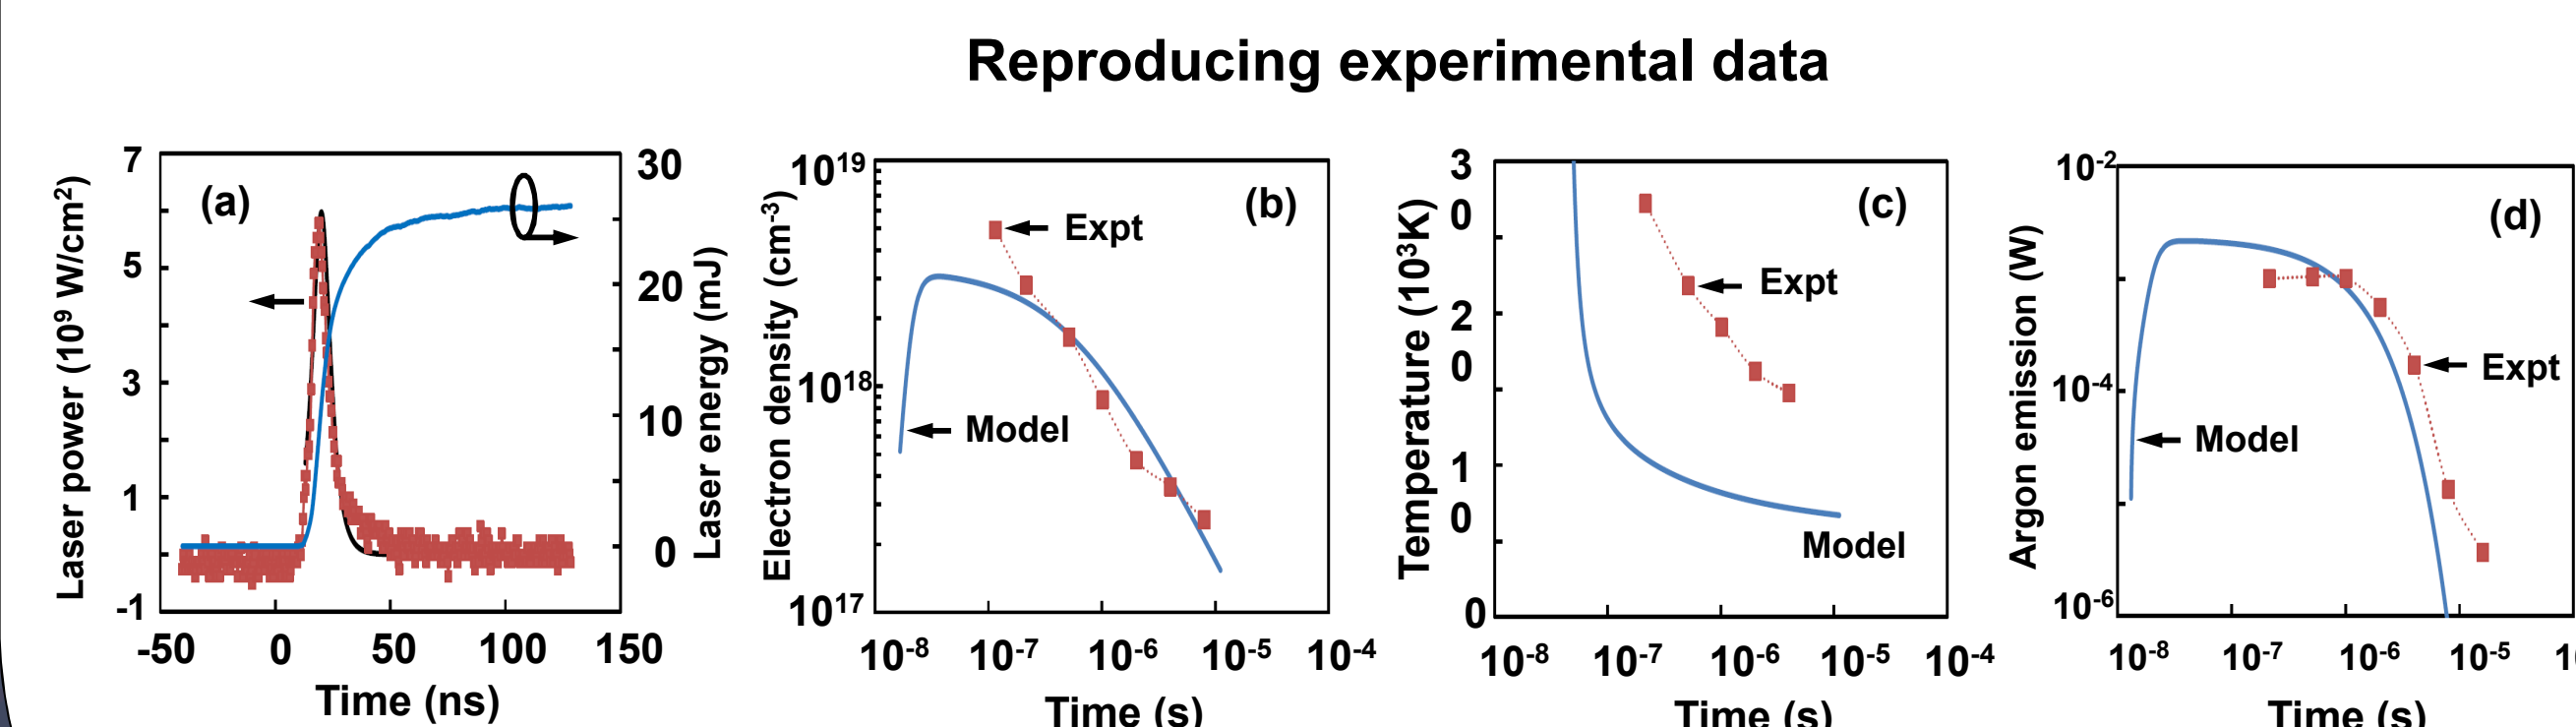 Reproducing experimental data
(a)
Laser power (10⁹ W/cm²)
7
5
3
1
-1
30
20
10
0
Laser energy (mJ)
-50 0 50 100 150
Time (ns)
(b)
Electron density (cm⁻³)
10¹⁹
10¹⁸
10¹⁷
Expt
Model
10⁻⁸ 10⁻⁷ 10⁻⁶ 10⁻⁵ 10⁻⁴
Time (s)
(c)
Temperature (10³K)
3
0
2
0
1
0
0
Expt
Model
10⁻⁸ 10⁻⁷ 10⁻⁶ 10⁻⁵ 10⁻⁴
Time (s)
(d)
Argon emission (W)
10⁻²
10⁻⁴
10⁻⁶
Expt
Model
10⁻⁸ 10⁻⁷ 10⁻⁶ 10⁻⁵
Time (s)